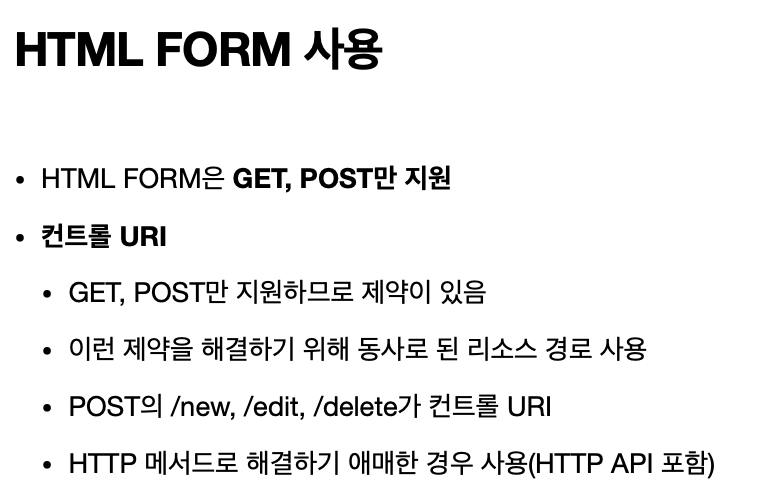 HTML FORM 사용
• HTML FORM은 GET, POST만 지원
• 컨트롤 URI
• GET, POST만 지원하므로 제약이 있음
• 이런 제약을 해결하기 위해 동사로 된 리소스 경로 사용
• POST의 /new, /edit, /delete가 컨트롤 URI
• HTTP 메서드로 해결하기 애매한 경우 사용(HTTP API 포함)